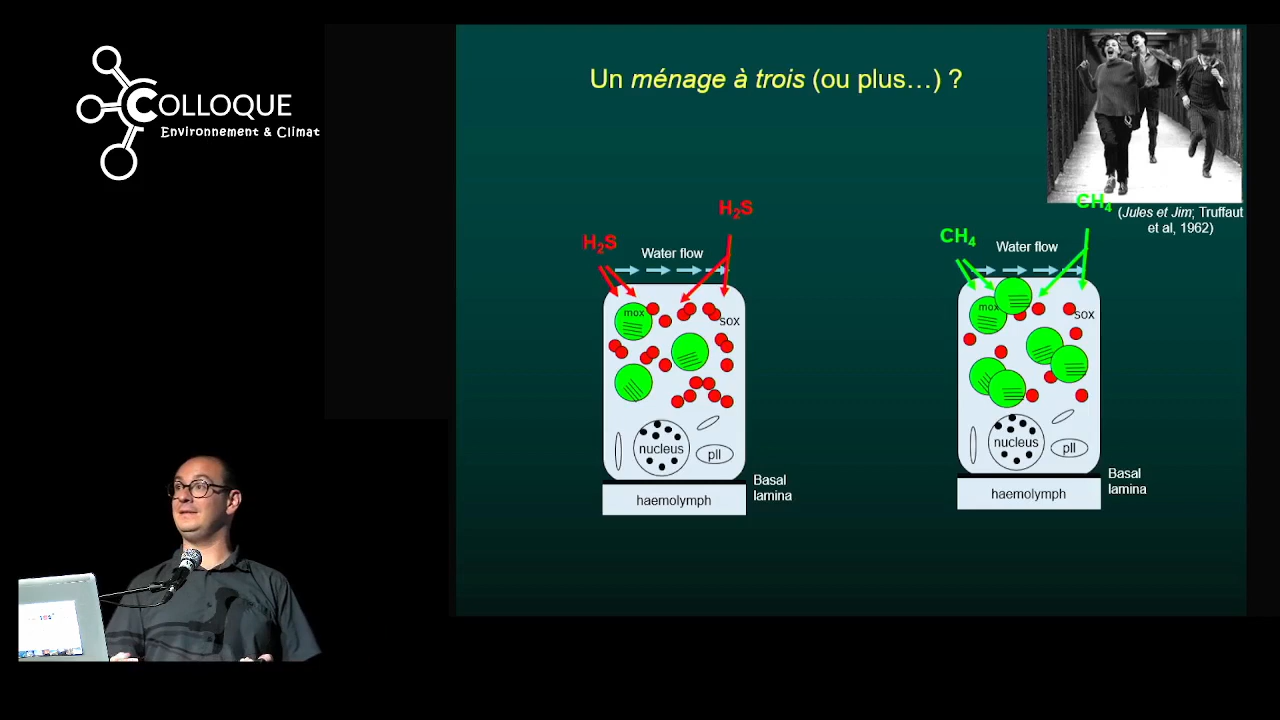 COLLOQUE
Environnement & Climat
Un ménage à trois (ou plus…) ?
(Jules et Jim; Truffaut
et al, 1962)
H₂S
H₂S
Water flow
mox
sox
nucleus
pll
Basal
lamina
haemolymph
CH₄
CH₄
Water flow
mox
sox
nucleus
pll
Basal
lamina
haemolymph